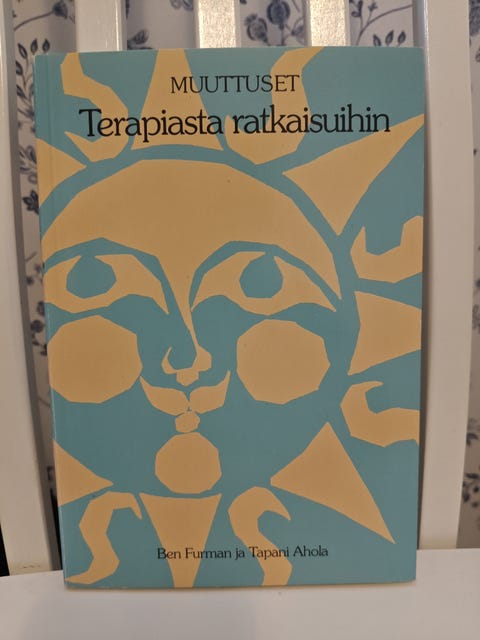 MUUTTUSET
Terapiasta ratkaisuihin
Ben Furman ja Tapani Ahola